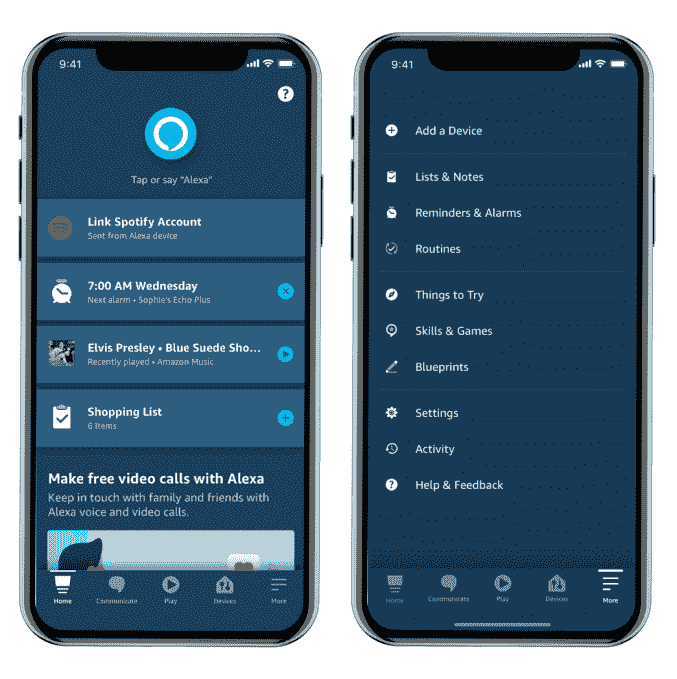 9:41
?
Tap or say "Alexa"
Link Spotify Account
Sent from Alexa device
7:00 AM Wednesday
Next alarm • Sophie's Echo Plus
Elvis Presley • Blue Suede Sho...
Recently played • Amazon Music
Shopping List
6 Items
Make free video calls with Alexa
Keep in touch with family and friends with
Alexa voice and video calls.
Home Communicate Play Devices More
9:41
Add a Device
Lists & Notes
Reminders & Alarms
Routines
Things to Try
Skills & Games
Blueprints
Settings
Activity
? Help & Feedback
Home Communicate Play Devices More